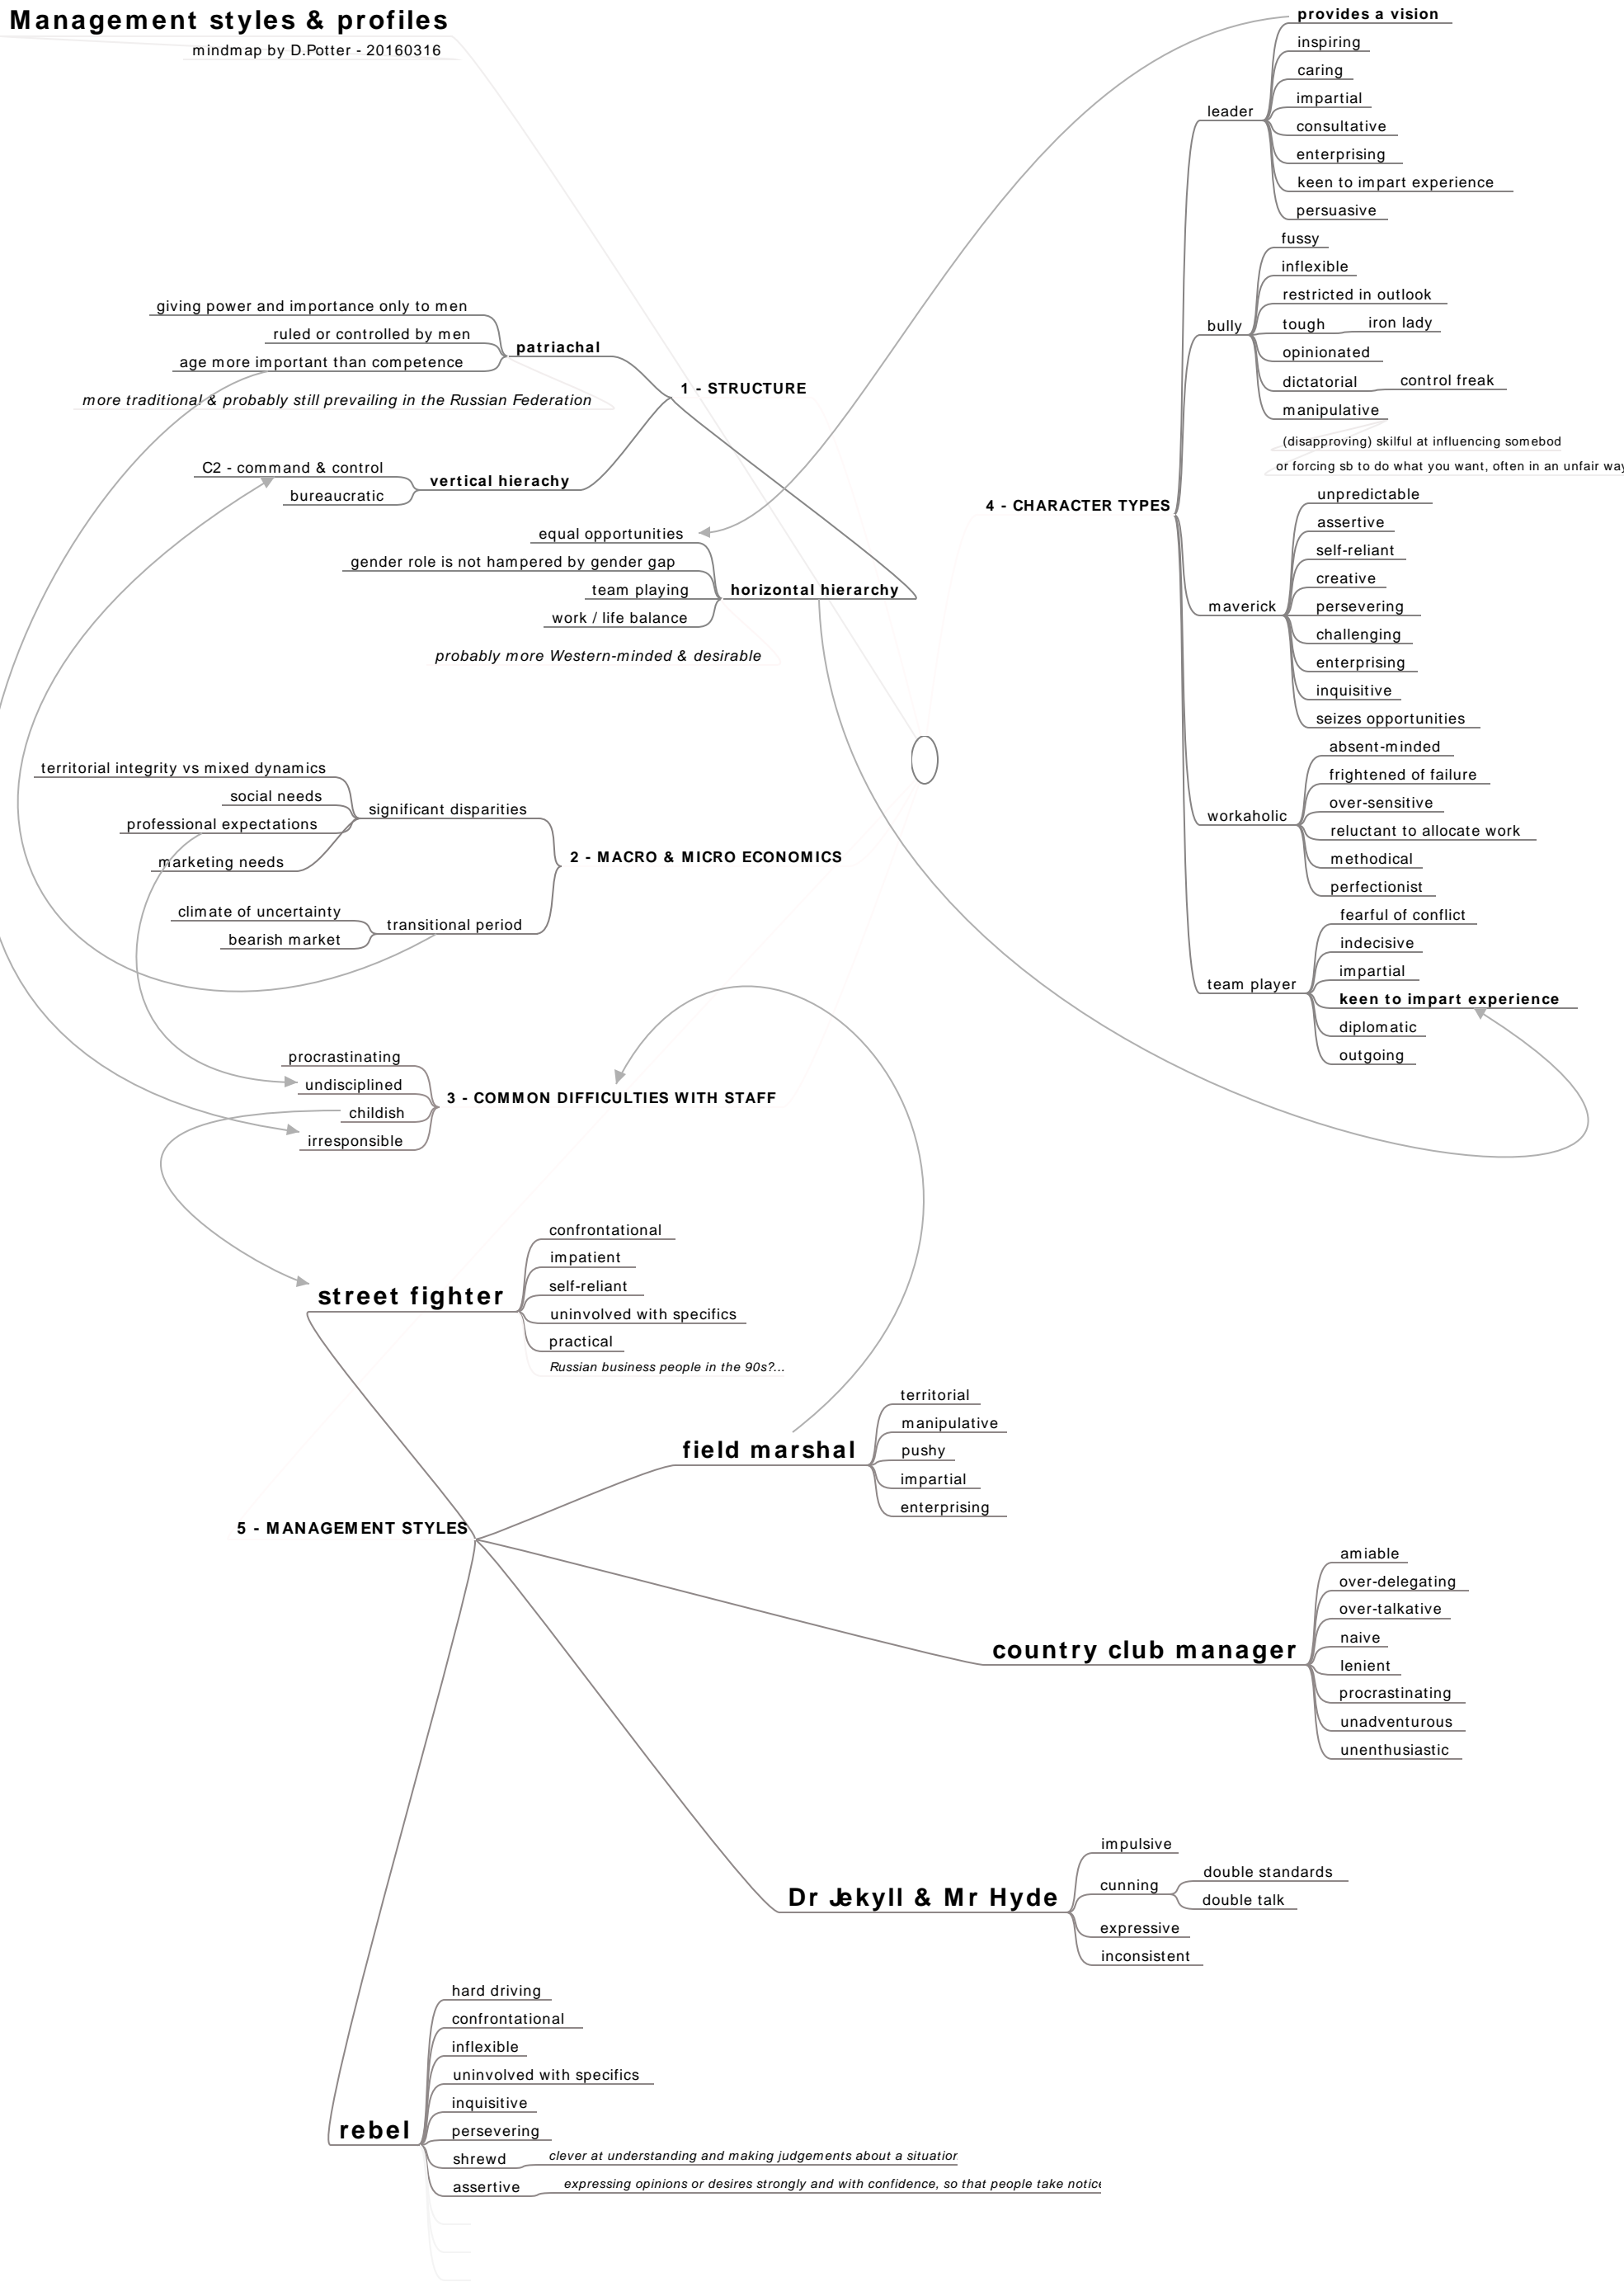 Management styles & profiles
mindmap by D.Potter - 20160316
1 - STRUCTURE
patriachal
giving power and importance only to men
ruled or controlled by men
age more important than competence
more traditional & probably still prevailing in the Russian Federation
vertical hierachy
C2 - command & control
bureaucratic
horizontal hierarchy
equal opportunities
gender role is not hampered by gender gap
team playing
work / life balance
probably more Western-minded & desirable
2 - MACRO & MICRO ECONOMICS
significant disparities
territorial integrity vs mixed dynamics
social needs
professional expectations
marketing needs
transitional period
climate of uncertainty
bearish market
3 - COMMON DIFFICULTIES WITH STAFF
procrastinating
undisciplined
childish
irresponsible
4 - CHARACTER TYPES
leader
provides a vision
inspiring
caring
impartial
consultative
enterprising
keen to impart experience
persuasive
bully
fussy
inflexible
restricted in outlook
tough
iron lady
opinionated
dictatorial
control freak
manipulative
(disapproving) skilful at influencing somebod
or forcing sb to do what you want, often in an unfair way
maverick
unpredictable
assertive
self-reliant
creative
persevering
challenging
enterprising
inquisitive
seizes opportunities
workaholic
absent-minded
frightened of failure
over-sensitive
reluctant to allocate work
methodical
perfectionist
team player
fearful of conflict
indecisive
impartial
keen to impart experience
diplomatic
outgoing
5 - MANAGEMENT STYLES
street fighter
confrontational
impatient
self-reliant
uninvolved with specifics
practical
Russian business people in the 90s?...
field marshal
territorial
manipulative
pushy
impartial
enterprising
country club manager
amiable
over-delegating
over-talkative
naive
lenient
procrastinating
unadventurous
unenthusiastic
Dr Jekyll & Mr Hyde
impulsive
cunning
double standards
double talk
expressive
inconsistent
rebel
hard driving
confrontational
inflexible
uninvolved with specifics
inquisitive
persevering
shrewd
clever at understanding and making judgements about a situation
assertive
expressing opinions or desires strongly and with confidence, so that people take notice